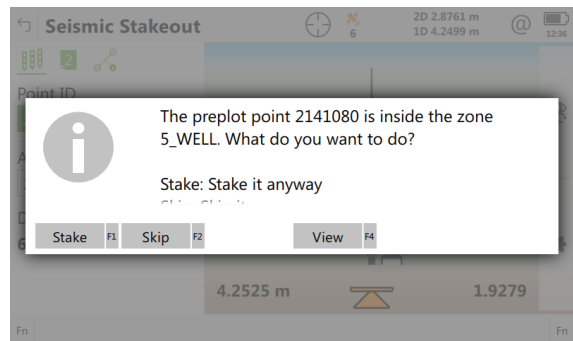 Seismic Stakeout
6
2D 2.8761 m
1D 4.2499 m
@
12:36
2
Point ID
The preplot point 2141080 is inside the zone
5_WELL. What do you want to do?
Stake: Stake it anyway
Stake F1 Skip F2 View F4
4.2525 m
1.9279
Fn
Fn